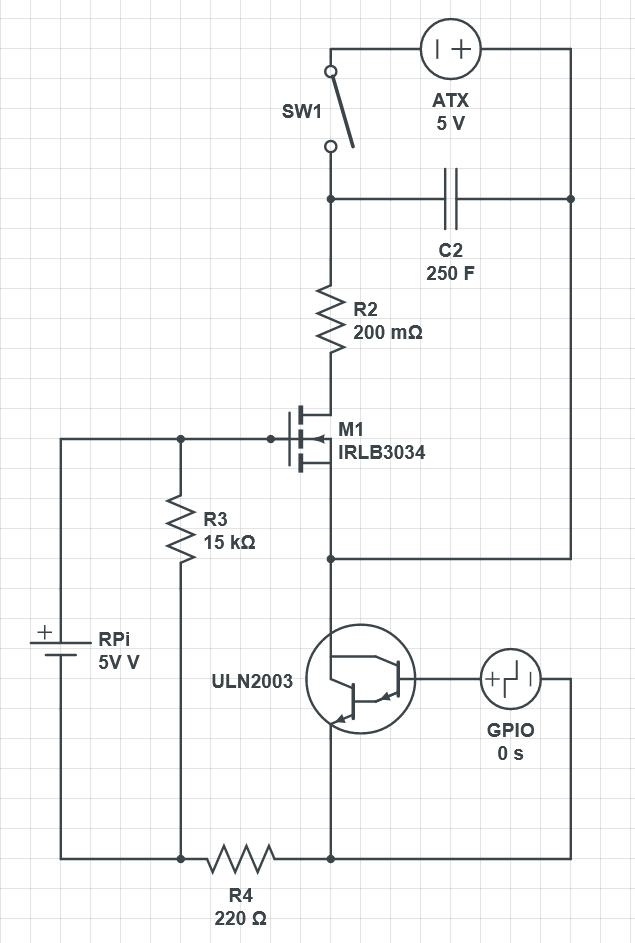 SW1
ATX
5 V
C2
250 F
R2
200 mΩ
M1
IRLB3034
R3
15 kΩ
RPi
5V V
ULN2003
GPIO
0 s
R4
220 Ω